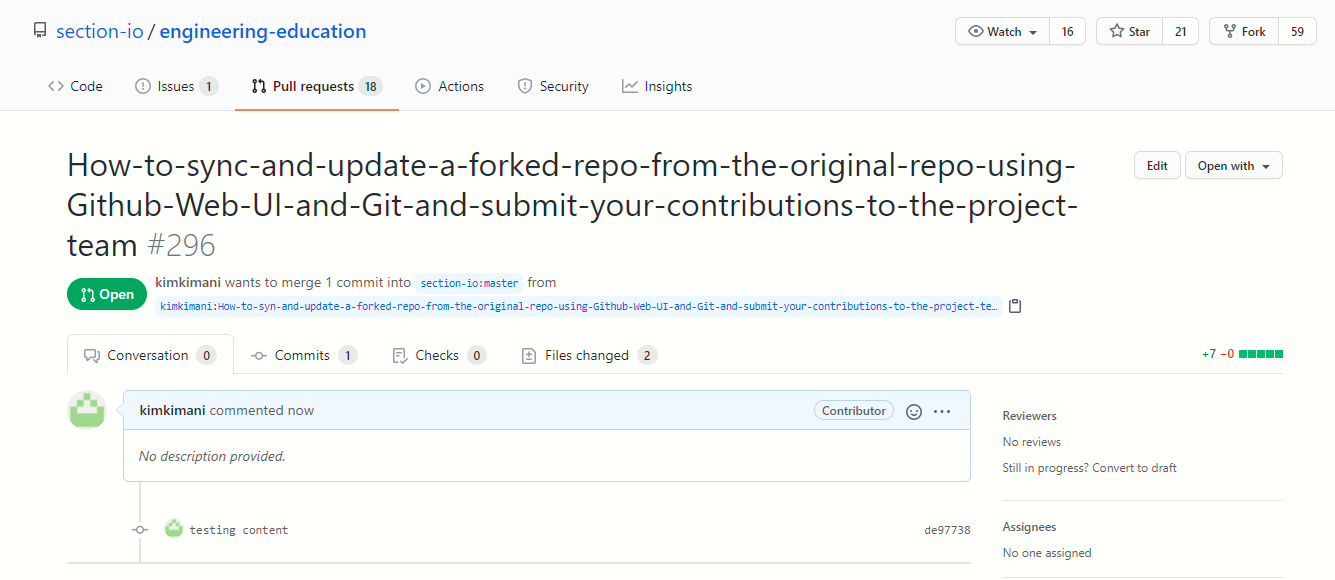 section-io / engineering-education
Watch 16 Star 21 Fork 59
Code Issues 1 Pull requests 18 Actions Security Insights
How-to-sync-and-update-a-forked-repo-from-the-original-repo-using-
Github-Web-UI-and-Git-and-submit-your-contributions-to-the-project-
team #296
Edit Open with
Open
kimkimani wants to merge 1 commit into section-io:master from
kimkimani:How-to-syn-and-update-a-forked-repo-from-the-original-repo-using-Github-Web-UI-and-Git-and-submit-your-contributions-to-the-project-te…
Conversation 0 Commits 1 Checks 0 Files changed 2
+7 −0
kimkimani commented now
Contributor
No description provided.
testing content de97738
Reviewers
No reviews
Still in progress? Convert to draft
Assignees
No one assigned